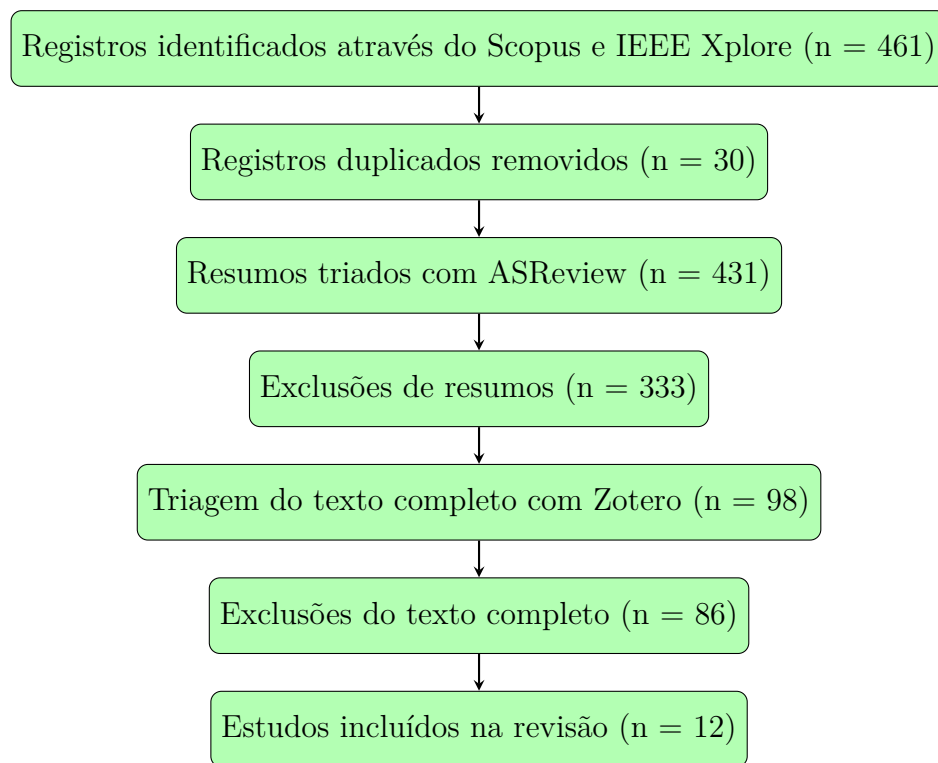 Registros identificados através do Scopus e IEEE Xplore (n = 461)
Registros duplicados removidos (n = 30)
Resumos triados com ASReview (n = 431)
Exclusões de resumos (n = 333)
Triagem do texto completo com Zotero (n = 98)
Exclusões do texto completo (n = 86)
Estudos incluídos na revisão (n = 12)